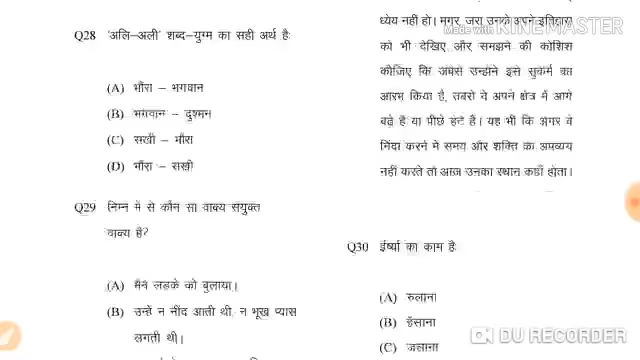 Q28 'अलि-अली' शब्द-युग्म का सही अर्थ हैः
(A) भौंरा – भगवान
(B) भगवान – दुश्मन
(C) सखी – भौंरा
(D) भौंरा – सखी
Q29 निम्न में से कौन सा वाक्य संयुक्त
वाक्य है?
(A) मैंने लड़के को बुलाया।
(B) उन्हें न नींद आती थी, न भूख प्यास
लगती थी।
ध्येय नहीं हो। मगर, जरा उनके अपने इतिहास
को भी देखिए और समझने की कोशिश
कीजिए कि जबसे उन्होंने इस सुकर्म का
आरंभ किया है, तबसे वे अपने क्षेत्र में आगे
बढ़े हैं या पीछे हटे हैं। यह भी कि अगर वे
निंदा करने में समय और शक्ति का अपव्यय
नहीं करते तो आज उनका स्थान कहाँ होता।
Q30 ईर्ष्या का काम हैः
(A) रुलाना
(B) हँसाना
(C) जलाना
Made with KINEMASTER
DU RECORDER